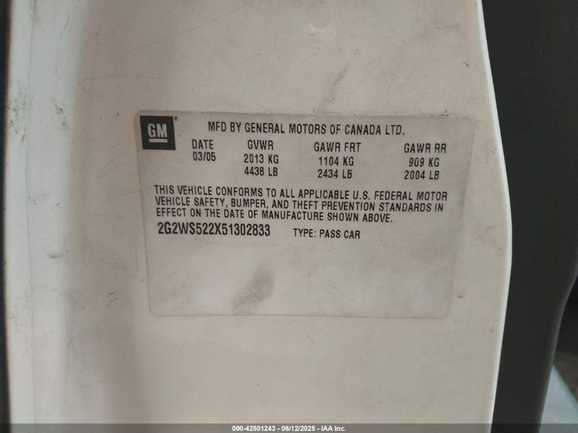 GM MFD BY GENERAL MOTORS OF CANADA LTD.
DATE GVWR GAWR FRT GAWR RR
03/05 2013 KG 1104 KG 909 KG
4438 LB 2434 LB 2004 LB
THIS VEHICLE CONFORMS TO ALL APPLICABLE U.S. FEDERAL MOTOR
VEHICLE SAFETY, BUMPER, AND THEFT PREVENTION STANDARDS IN
EFFECT ON THE DATE OF MANUFACTURE SHOWN ABOVE.
2G2WS522X51302833 TYPE: PASS CAR
000-42501243 - 06/12/2025 - IAA Inc.